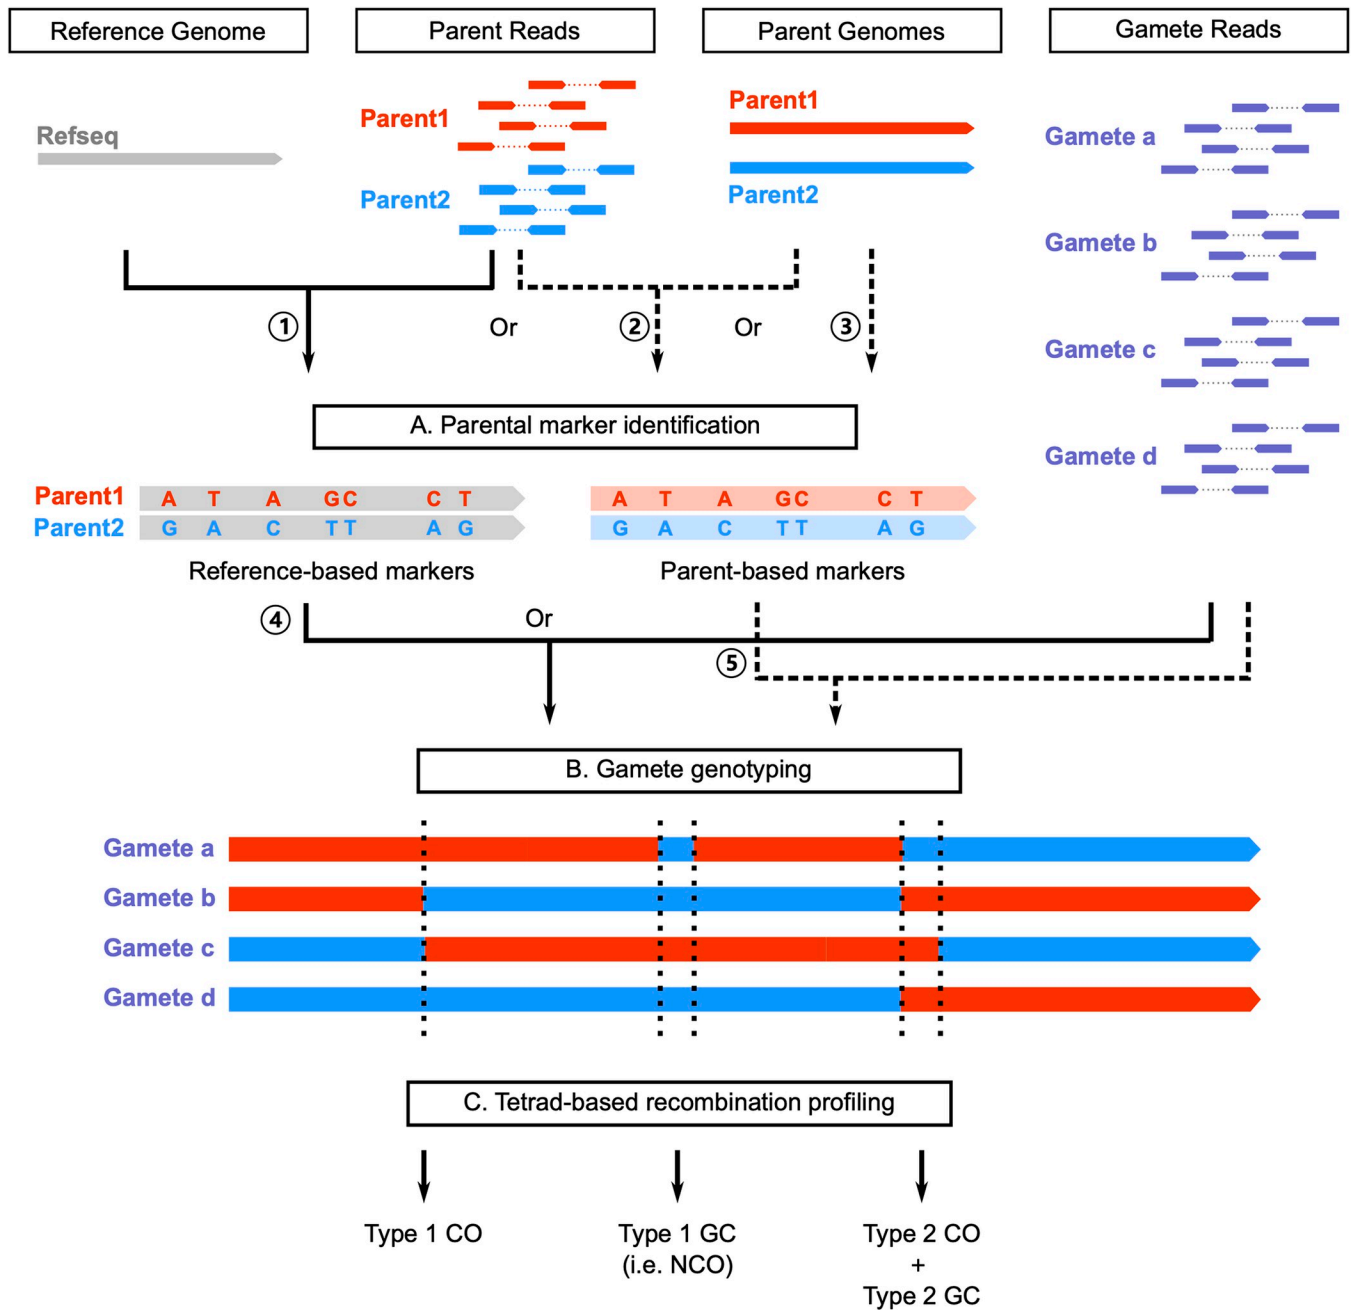 Reference Genome
Parent Reads
Parent Genomes
Gamete Reads
Refseq
Parent1
Parent2
Parent1
Parent2
Gamete a
Gamete b
Gamete c
Gamete d
①
Or
②
Or
③
A. Parental marker identification
Parent1 A T A GC C T
Parent2 G A C TT A G
A T A GC C T
G A C TT A G
Reference-based markers
Parent-based markers
④
Or
⑤
B. Gamete genotyping
Gamete a
Gamete b
Gamete c
Gamete d
C. Tetrad-based recombination profiling
Type 1 CO
Type 1 GC
(i.e. NCO)
Type 2 CO
+
Type 2 GC